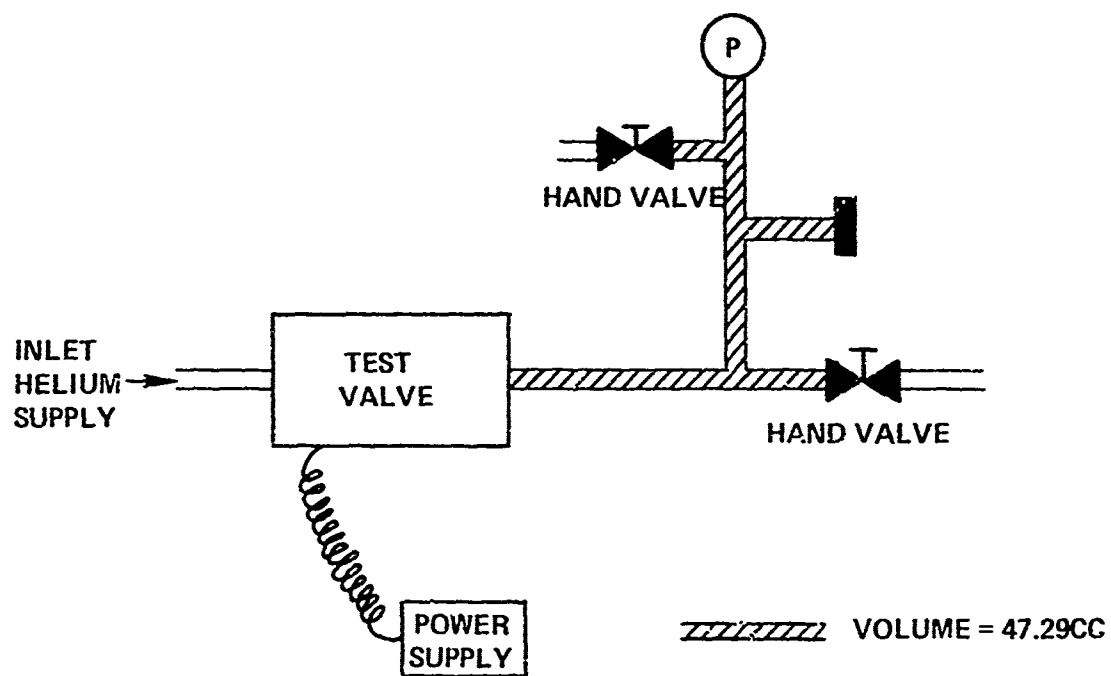 P
HAND VALVE
INLET
HELIUM
SUPPLY
TEST
VALVE
HAND VALVE
POWER
SUPPLY
VOLUME = 47.29CC